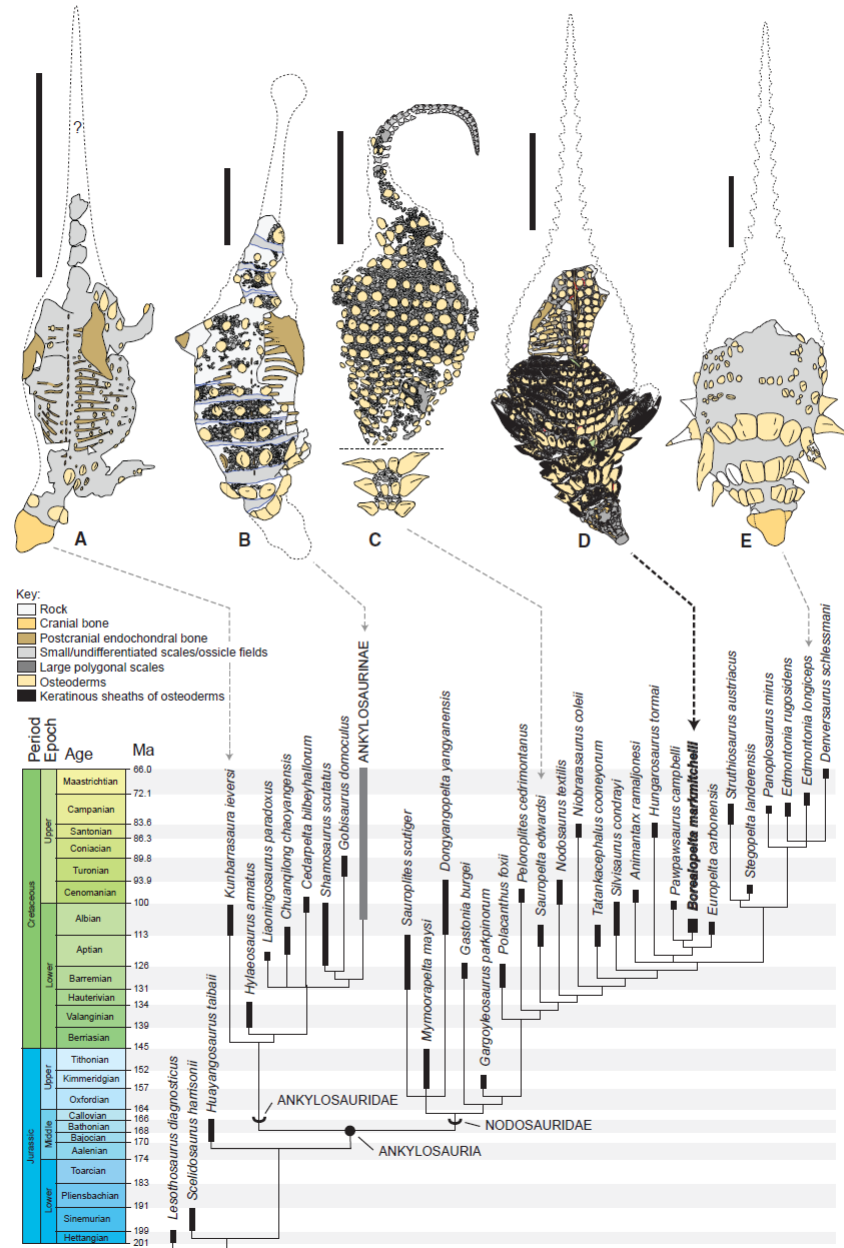 ?
A
B
C
D
E
Key:
Rock
Cranial bone
Postcranial endochondral bone
Small/undifferentiated scales/ossicle fields
Large polygonal scales
Osteoderms
Keratinous sheaths of osteoderms
Period
Epoch
Age
Ma
Cretaceous
Upper
Lower
Jurassic
Upper
Middle
Lower
Maastrichtian
Campanian
Santonian
Coniacian
Turonian
Cenomanian
Albian
Aptian
Barremian
Hauterivian
Valanginian
Berriasian
Tithonian
Kimmeridgian
Oxfordian
Callovian
Bathonian
Bajocian
Aalenian
Toarcian
Pliensbachian
Sinemurian
Hettangian
66.0
72.1
83.6
86.3
89.8
93.9
100
113
126
131
134
139
145
152
157
164
166
168
170
174
183
191
199
201
Lesothosaurus diagnosticus
Scelidosaurus harrisonii
Huayangosaurus taibaii
Kunbarrasaura ieversi
Hylaeosaurus armatus
Liaoningosaurus paradoxus
Chuanqilong chaoyangensis
Cedarpelta bilbeyhallorum
Shamosaurus scutatus
Gobisaurus domoculus
ANKYLOSAURINAE
Sauroplites scutiger
Mymoorapelta maysi
Dongyangopelta yangyanensis
Gastonia burgei
Gargoyleosaurus parkpinorum
Polacanthus foxii
Peloroplites cedrimontanus
Sauropelta edwardsi
Nodosaurus textilis
Niobrarasaurus coleii
Tatankacephalus cooneyorum
Silvisaurus condrayi
Animantarx ramaljonesi
Hungarosaurus tormai
Pawpawsaurus campbelli
Borealopelta markmitchelli
Europelta carbonensis
Struthiosaurus austriacus
Stegopelta landerensis
Panoplosaurus mirus
Edmontonia rugosidens
Edmontonia longiceps
Denversaurus schlessmani
ANKYLOSAURIDAE
NODOSAURIDAE
ANKYLOSAURIA